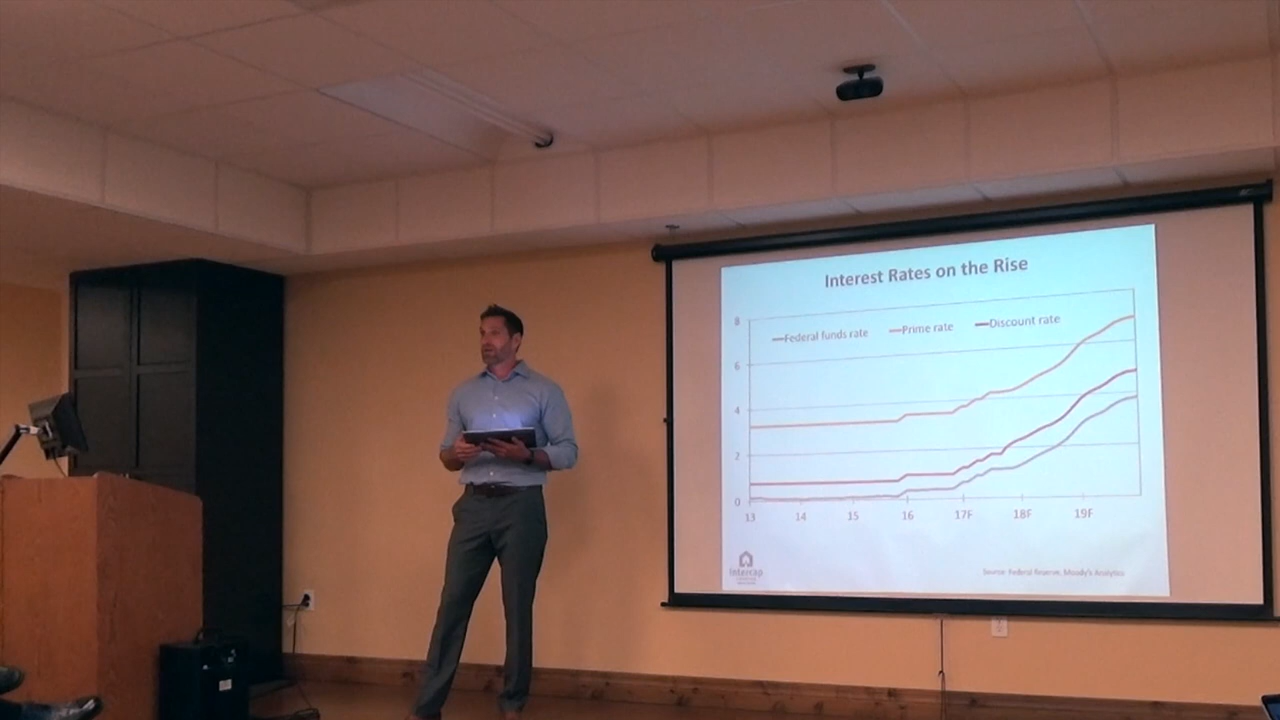 Interest Rates on the Rise
8
Federal funds rate Prime rate Discount rate
6
4
2
0
13 14 15 16 17F 18F 19F
intercap
Source: Federal Reserve, Moody's Analytics